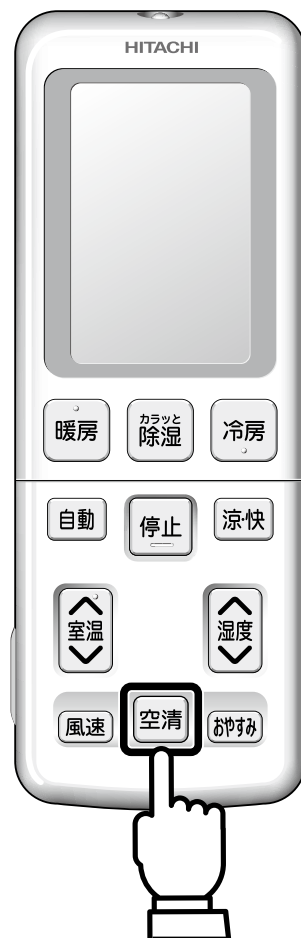 HITACHI
暖房 カラッと 冷房
除湿
自動 停止 涼·快
室温 湿度
風速 空清 おやすみ